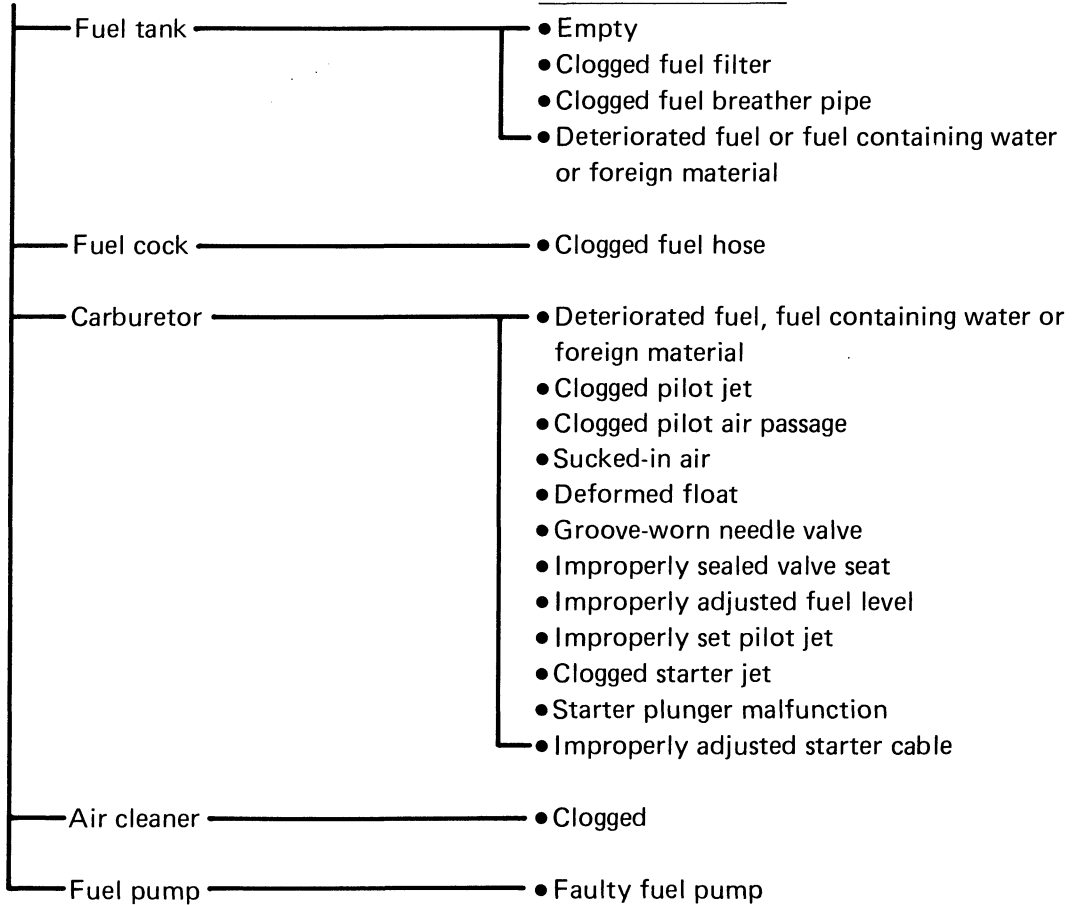 Fuel tank
• Empty
• Clogged fuel filter
• Clogged fuel breather pipe
• Deteriorated fuel or fuel containing water
or foreign material
Fuel cock
• Clogged fuel hose
Carburetor
• Deteriorated fuel, fuel containing water or
foreign material
• Clogged pilot jet
• Clogged pilot air passage
• Sucked-in air
• Deformed float
• Groove-worn needle valve
• Improperly sealed valve seat
• Improperly adjusted fuel level
• Improperly set pilot jet
• Clogged starter jet
• Starter plunger malfunction
• Improperly adjusted starter cable
Air cleaner
• Clogged
Fuel pump
• Faulty fuel pump